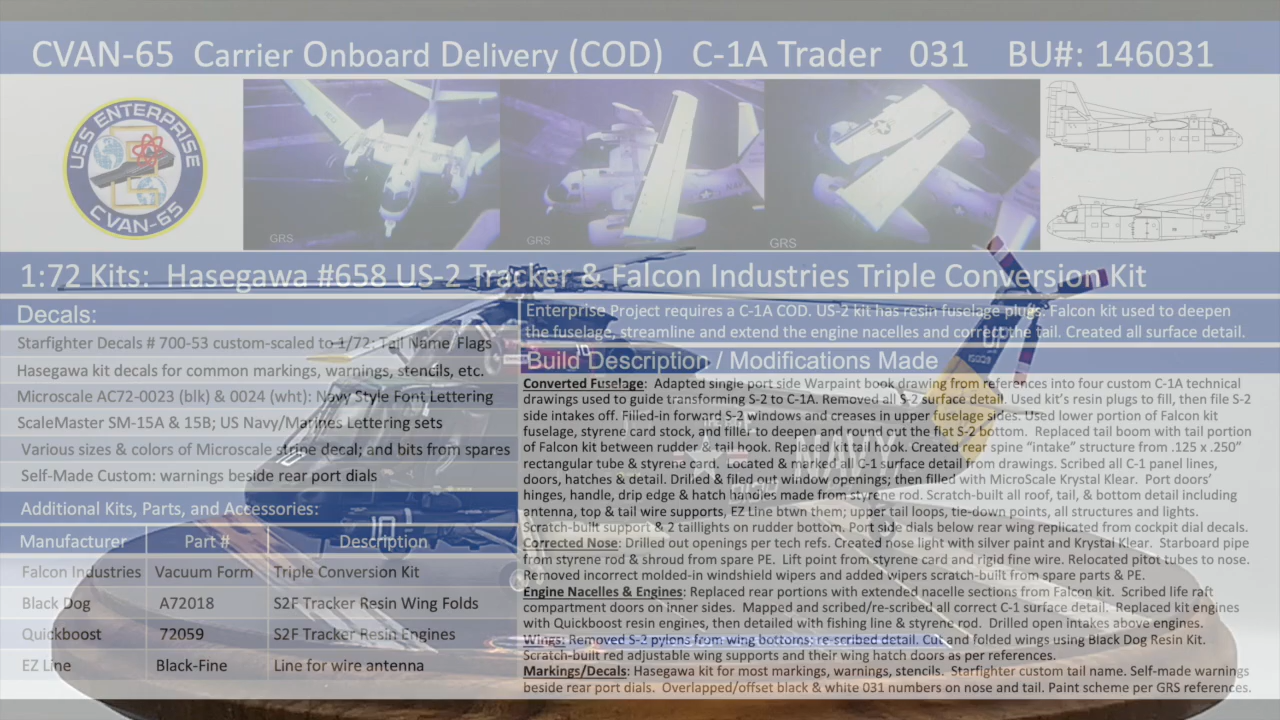 CVAN-65 Carrier Onboard Delivery (COD) C-1A Trader 031 BU#: 146031
USS ENTERPRISE
CVAN-65
GRS
GRS
GRS
1:72 Kits: Hasegawa #658 US-2 Tracker & Falcon Industries Triple Conversion Kit
Decals:
Starfighter Decals # 700-53 custom-scaled to 1/72: Tail Name Flags
Hasegawa kit decals for common markings, warnings, stencils, etc.
Microscale AC72-0023 (blk) & 0024 (wht): Navy Style Font Lettering
ScaleMaster SM-15A & 15B; US Navy/Marines Lettering sets
Various sizes & colors of Microscale stripe decal; and bits from spares
Self-Made Custom: warnings beside rear port dials
Additional Kits, Parts, and Accessories:
Manufacturer Part # Description
Falcon Industries Vacuum Form Triple Conversion Kit
Black Dog A72018 S2F Tracker Resin Wing Folds
Quickboost 72059 S2F Tracker Resin Engines
EZ Line Black-Fine Line for wire antenna
Enterprise Project requires a C-1A COD. US-2 kit has resin fuselage plugs. Falcon kit used to deepen
the fuselage, streamline and extend the engine nacelles and correct the tail. Created all surface detail.
Build Description / Modifications Made
Converted Fuselage: Adapted single port side Warpaint book drawing from references into four custom C-1A technical
drawings used to guide transforming S-2 to C-1A. Removed all S-2 surface detail. Used kit's resin plugs to fill, then file S-2
side intakes off. Filled-in forward S-2 windows and creases in upper fuselage sides. Used lower portion of Falcon kit
fuselage, styrene card stock, and filler to deepen and round out the flat S-2 bottom. Replaced tail boom with tail portion
of Falcon kit between rudder & tail hook. Replaced tail hook. Created rear spine "intake" structure from .125 x .250"
rectangular tube & styrene card. Located & marked all C-1 surface detail from drawings. Scribed all C-1 panel lines,
doors, hatches & detail. Drilled & filed out window openings; then filled with MicroScale Krystal Klear. Port doors'
hinges, handle, drip edge & hatch handles made from styrene rod. Scratch-built all roof, tail, & bottom detail including
antenna, top & tail wire supports, EZ Line btwn them; upper tail loops, tie-down points, all structures and lights.
Scratch-built support & 2 taillights on rudder bottom. Port side dials below rear wing replicated from cockpit dial decals.
Corrected Nose: Drilled out openings per tech refs. Created nose light with silver paint and Krystal Klear. Starboard pipe
from styrene rod & shroud from spare PE. Lift point from styrene card and rigid fine wire. Relocated pitot tubes to nose.
Removed incorrect molded-in windshield wipers and added wipers scratch-built from spare parts & PE.
Engine Nacelles & Engines: Replaced rear portions with extended nacelle sections from Falcon kit. Scribed life raft
compartment doors on inner sides. Mapped and scribed/re-scribed all correct C-1 surface detail. Replaced kit engines
with Quickboost resin engines, then detailed with fishing line & styrene rod. Drilled open intakes above engines.
Wings: Removed S-2 pylons from wing bottoms: re-scribed detail. Cut and folded wings using Black Dog Resin Kit.
Scratch-built red adjustable wing supports and their wing hatch doors as per references.
Markings/Decals: Hasegawa kit for most markings, warnings, stencils. Starfighter custom tail name. Self-made warnings
beside rear port dials. Overlapped/offset black & white 031 numbers on nose and tail. Paint scheme per GRS references.
NAVY
10
10
10
UP